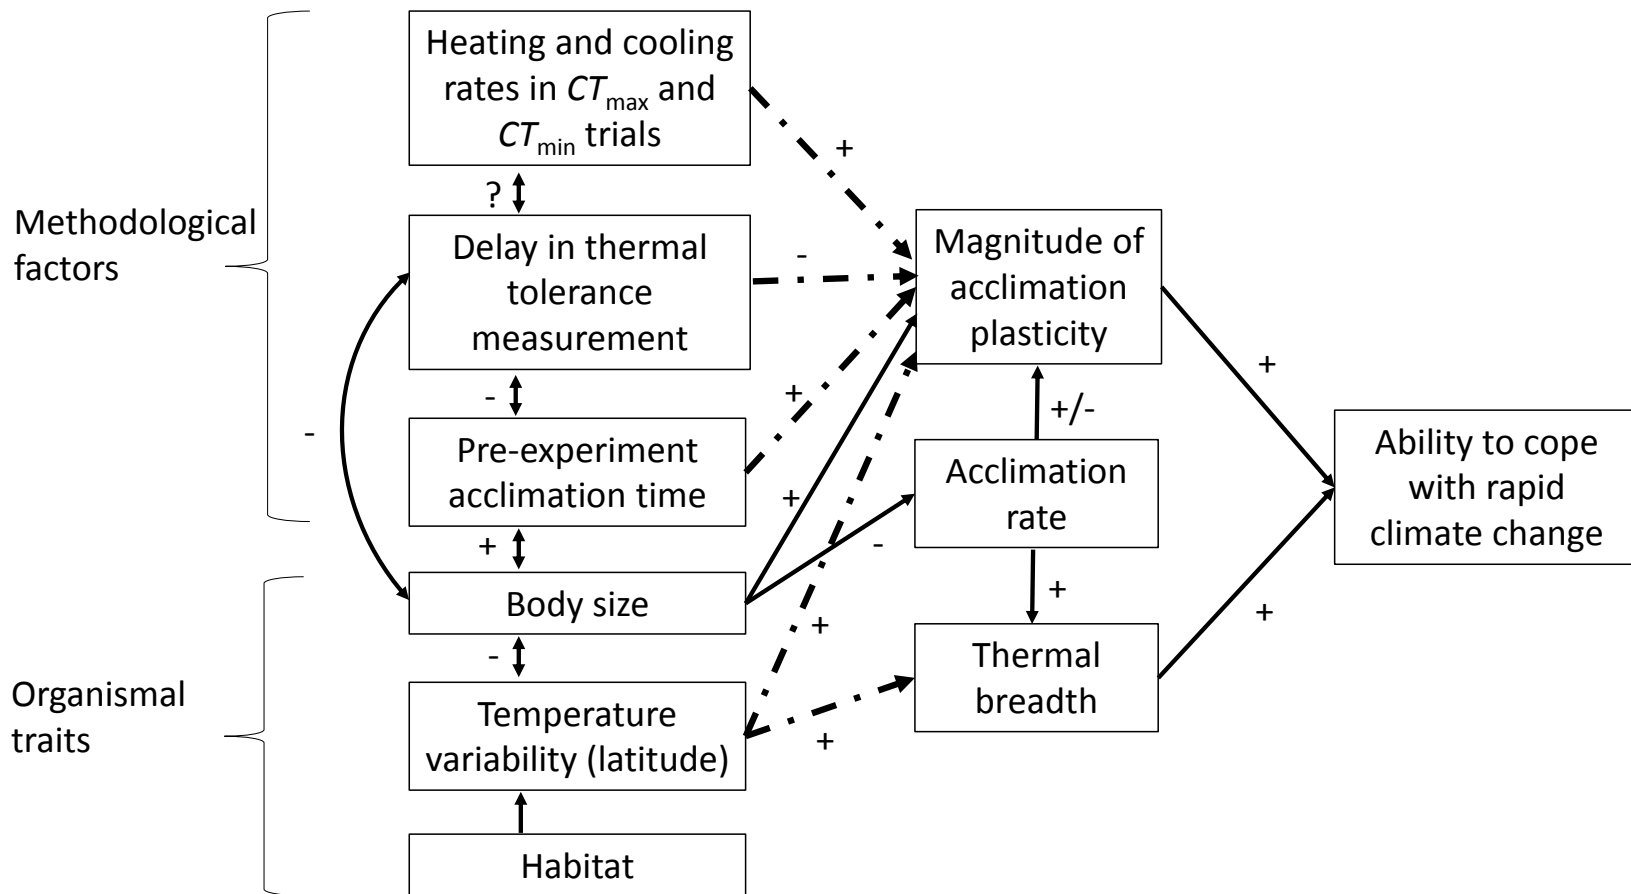 Methodological
factors
Organismal
traits
Heating and cooling
rates in CTmax and
CTmin trials
?
Delay in thermal
tolerance
measurement
-
Pre-experiment
acclimation time
+
Body size
-
Temperature
variability (latitude)
Habitat
-
+
-
+
+
-
+
+
Magnitude of
acclimation
plasticity
+/-
Acclimation
rate
+
Thermal
breadth
+
+
Ability to cope
with rapid
climate change